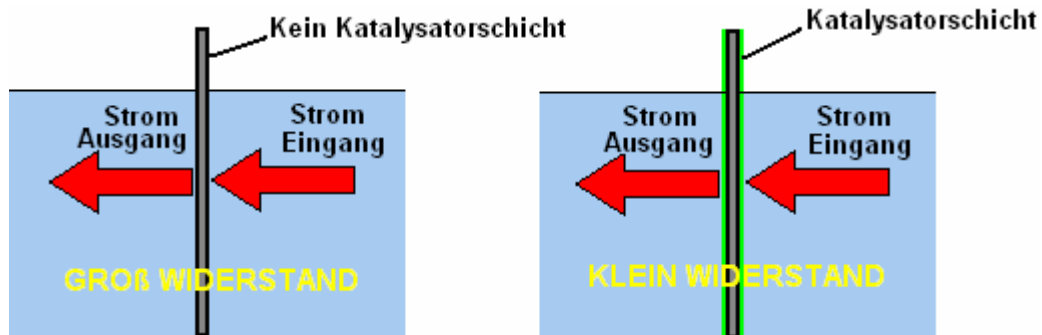 Kein Katalysatorschicht
Strom
Ausgang
Strom
Eingang
GROß WIDERSTAND
Katalysatorschicht
Strom
Ausgang
Strom
Eingang
KLEIN WIDERSTAND